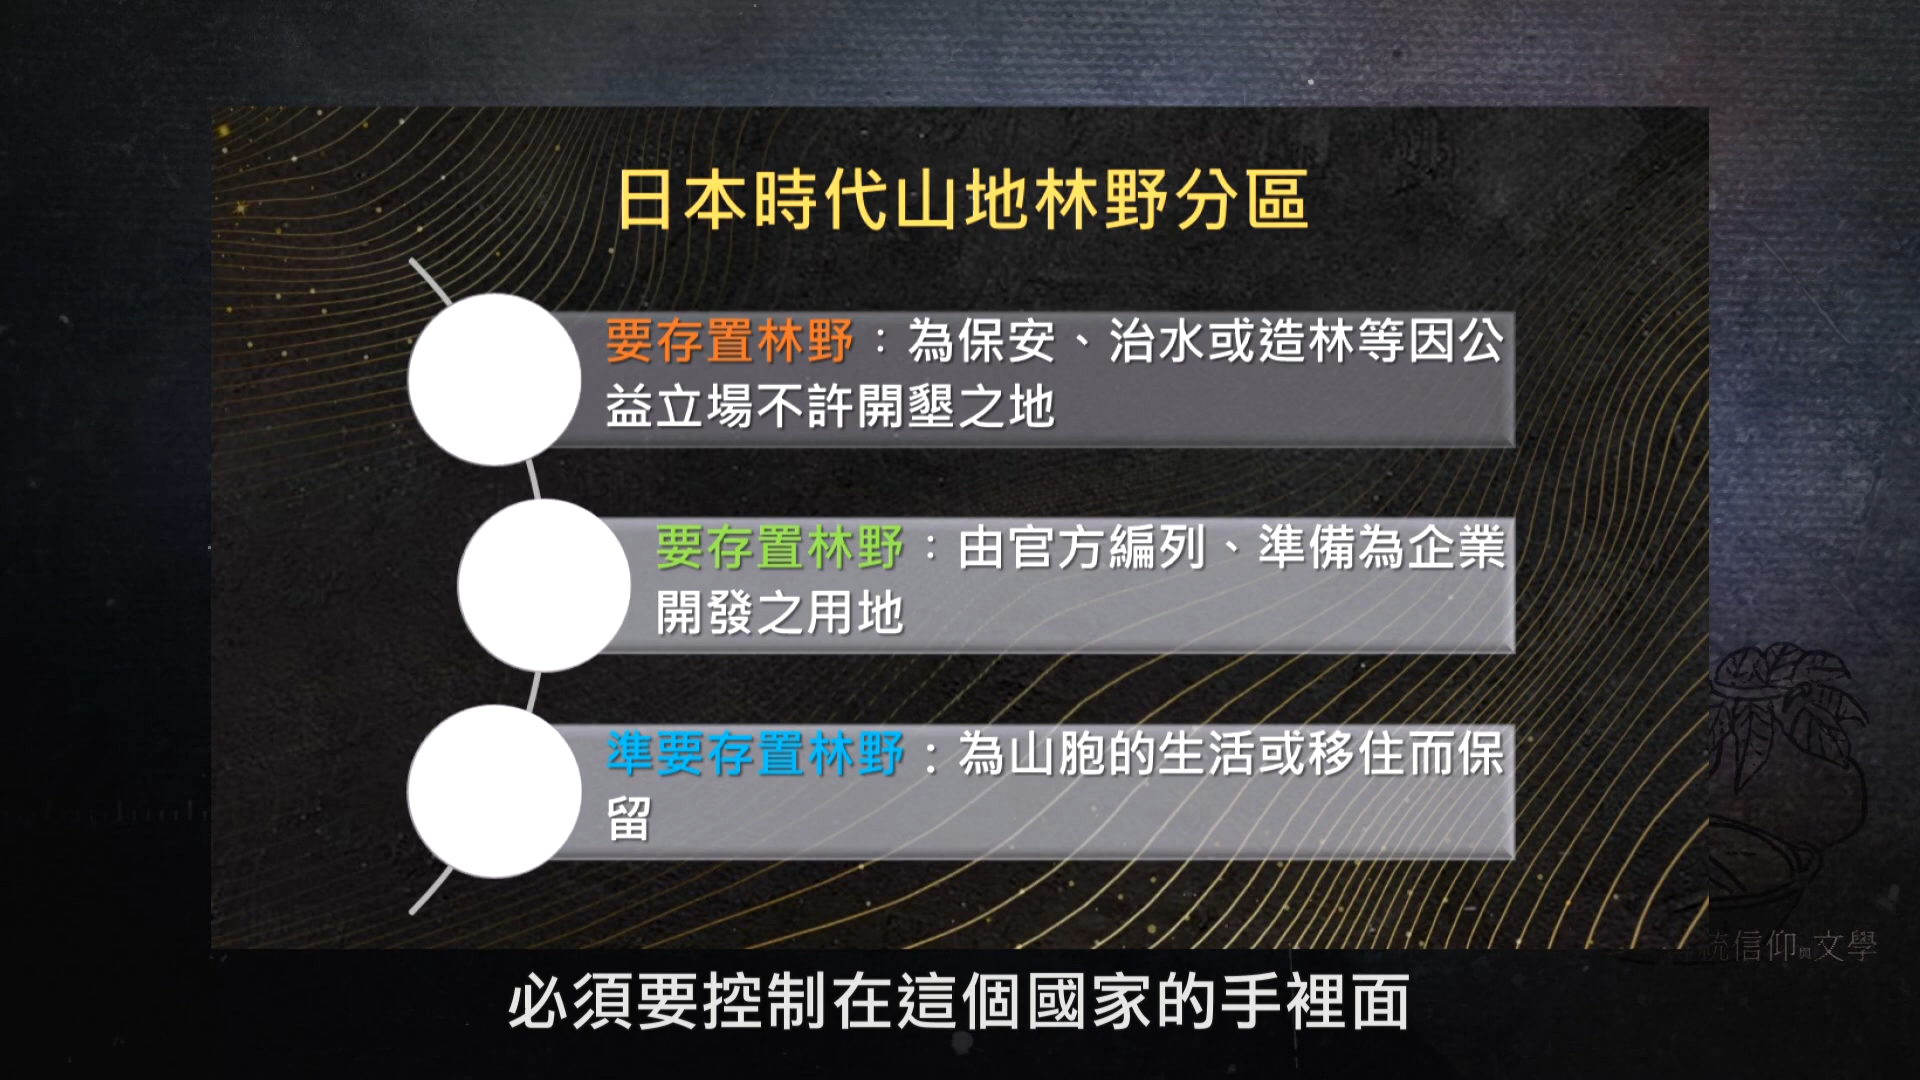 日本時代山地林野分區
要存置林野：為保安、治水或造林等因公
益立場不許開墾之地
要存置林野：由官方編列、準備為企業
開發之用地
準要存置林野：為山胞的生活或移住而保
留
統信仰與文學
必須要控制在這個國家的手裡面